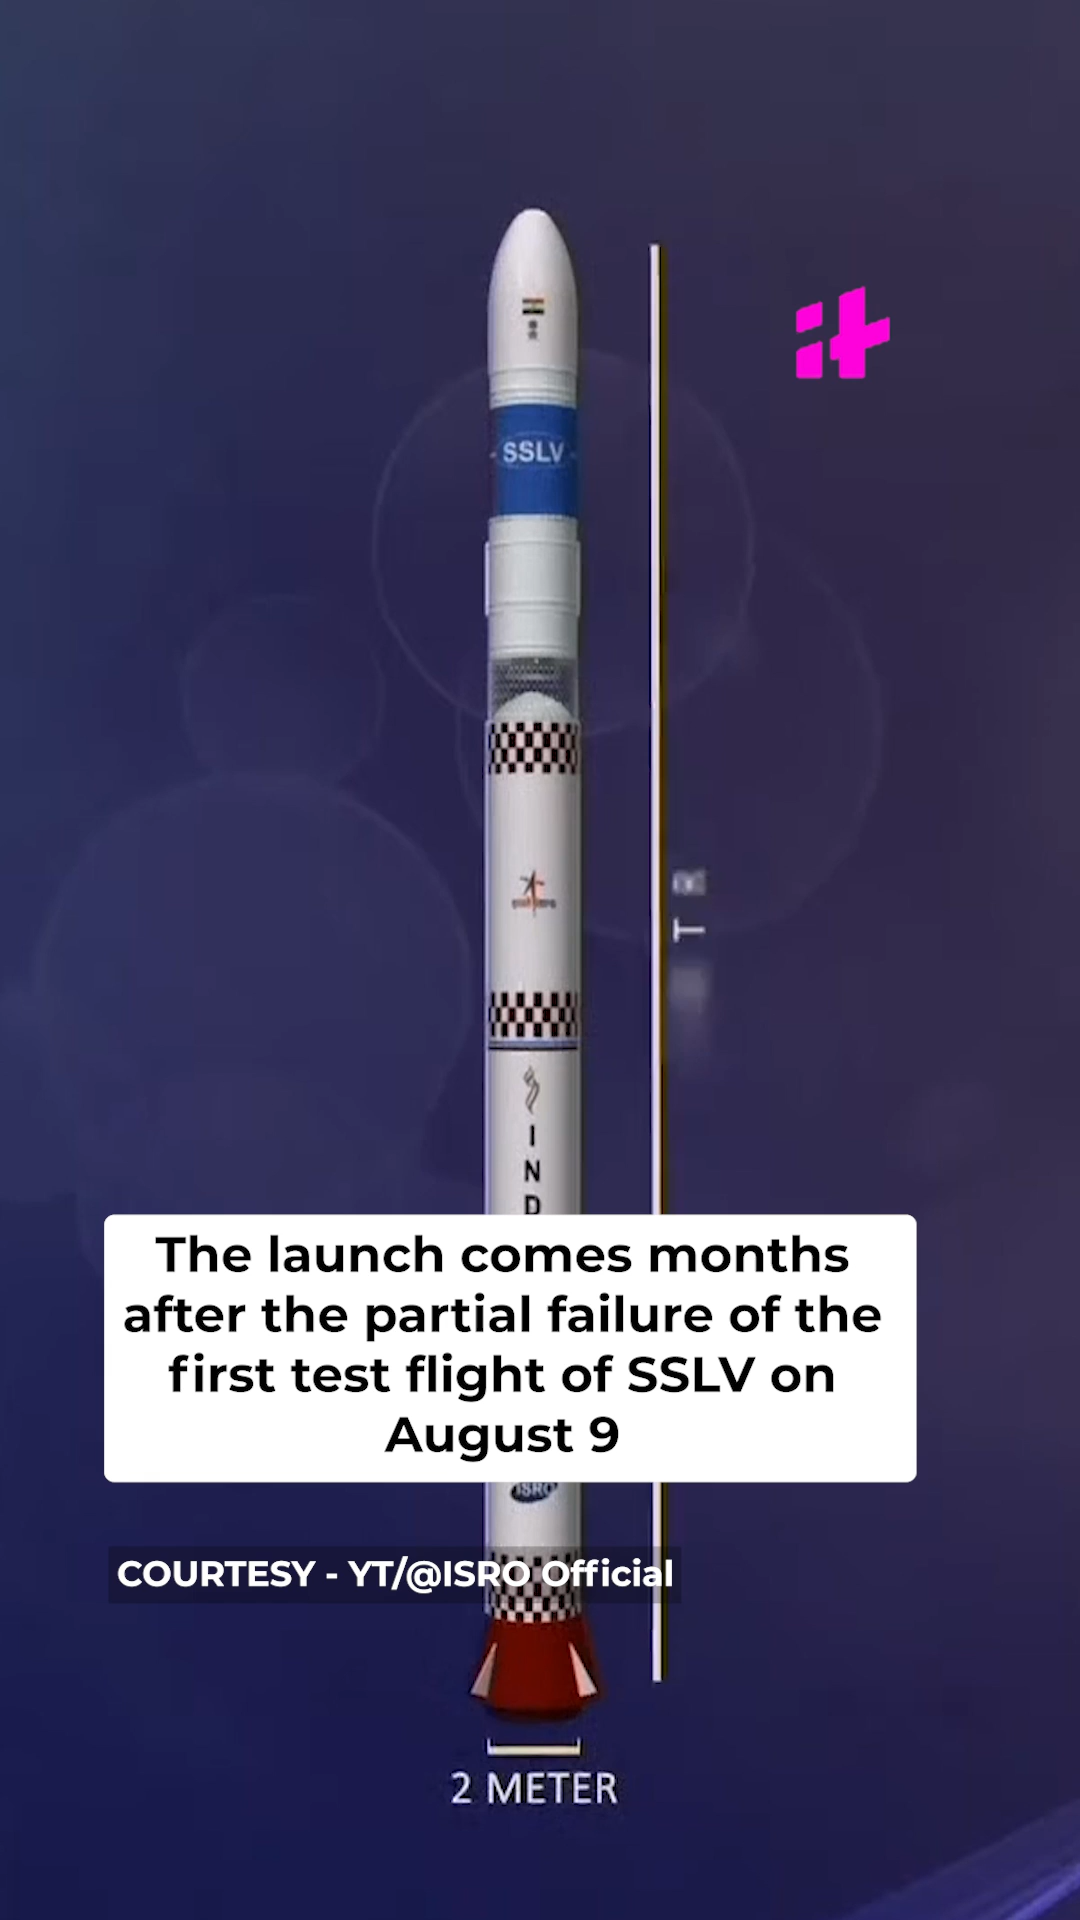 SSLV
T R
I
N
D
The launch comes months
after the partial failure of the
first test flight of SSLV on
August 9
ISRO
COURTESY - YT/@ISRO Official
2 METER